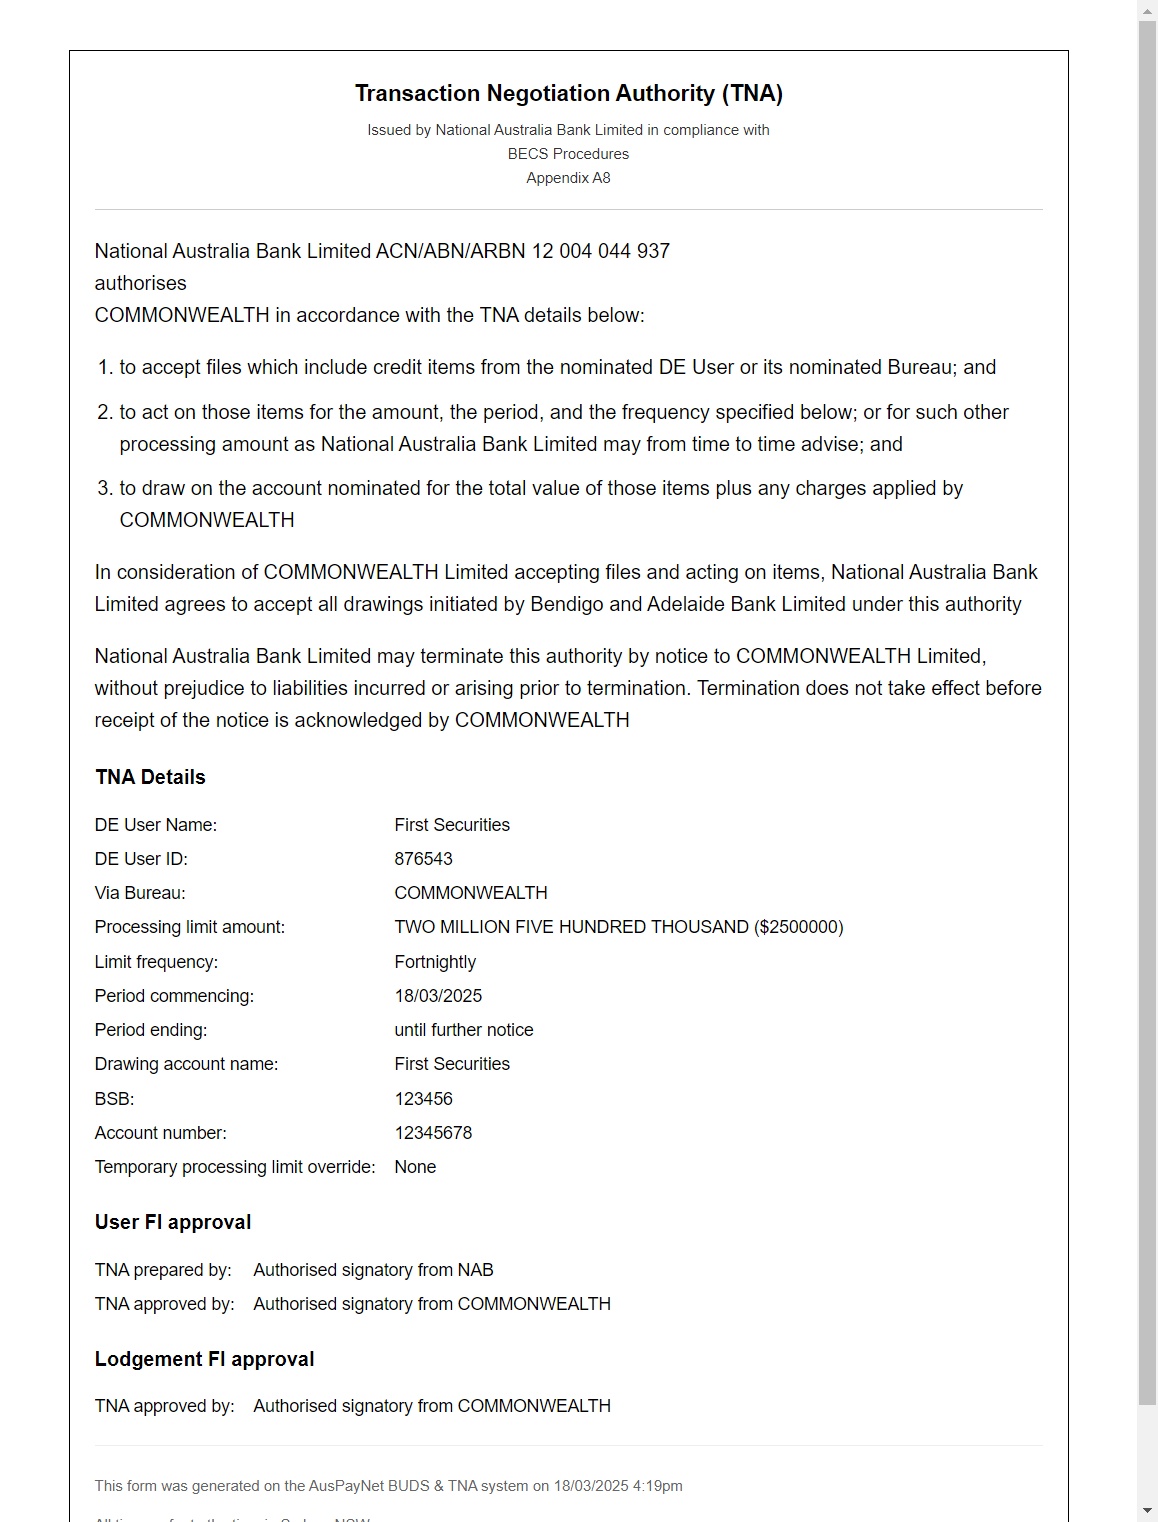 Transaction Negotiation Authority (TNA)
Issued by National Australia Bank Limited in compliance with
BECS Procedures
Appendix A8
National Australia Bank Limited ACN/ABN/ARBN 12 004 044 937
authorises
COMMONWEALTH in accordance with the TNA details below:
1. to accept files which include credit items from the nominated DE User or its nominated Bureau; and
2. to act on those items for the amount, the period, and the frequency specified below; or for such other
processing amount as National Australia Bank Limited may from time to time advise; and
3. to draw on the account nominated for the total value of those items plus any charges applied by
COMMONWEALTH
In consideration of COMMONWEALTH Limited accepting files and acting on items, National Australia Bank
Limited agrees to accept all drawings initiated by Bendigo and Adelaide Bank Limited under this authority
National Australia Bank Limited may terminate this authority by notice to COMMONWEALTH Limited,
without prejudice to liabilities incurred or arising prior to termination. Termination does not take effect before
receipt of the notice is acknowledged by COMMONWEALTH
TNA Details
DE User Name: First Securities
DE User ID: 876543
Via Bureau: COMMONWEALTH
Processing limit amount: TWO MILLION FIVE HUNDRED THOUSAND ($2500000)
Limit frequency: Fortnightly
Period commencing: 18/03/2025
Period ending: until further notice
Drawing account name: First Securities
BSB: 123456
Account number: 12345678
Temporary processing limit override: None
User FI approval
TNA prepared by: Authorised signatory from NAB
TNA approved by: Authorised signatory from COMMONWEALTH
Lodgement FI approval
TNA approved by: Authorised signatory from COMMONWEALTH
This form was generated on the AusPayNet BUDS & TNA system on 18/03/2025 4:19pm